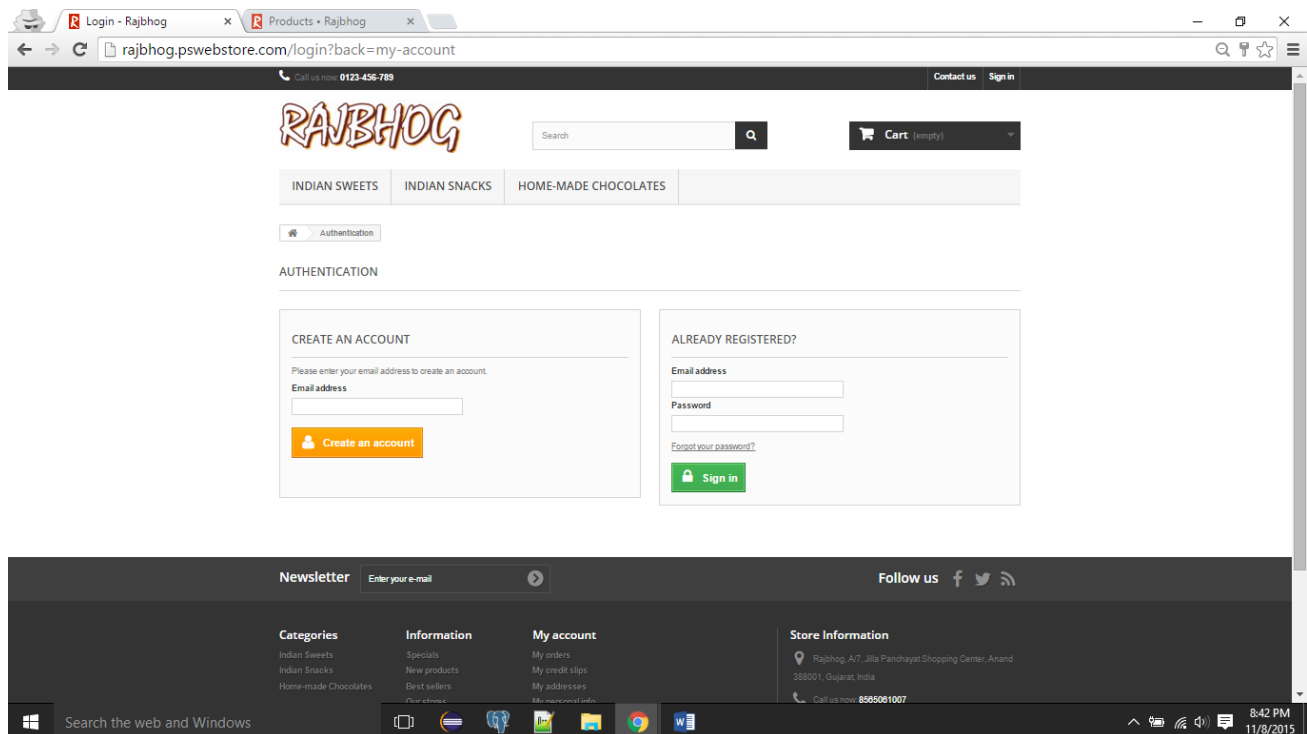 Login - Rajbhog
Products • Rajbhog
rajbhog.pswebstore.com/login?back=my-account
Call us now: 0123-456-789
Contact us Sign in
RAJBHOG
Search
Cart (empty)
INDIAN SWEETS INDIAN SNACKS HOME-MADE CHOCOLATES
Authentication
AUTHENTICATION
CREATE AN ACCOUNT
Please enter your email address to create an account.
Email address
Create an account
ALREADY REGISTERED?
Email address
Password
Forgot your password?
Sign in
Newsletter Enter your e-mail
Follow us
Categories Information My account Store Information
Indian Sweets Specials My orders Rajbhog, A/7, Jilla Panchayat Shopping Center, Anand
Indian Snacks New products My credit slips 388001, Gujarat, India
Home-made Chocolates Best sellers My addresses
Our stores My personal info Call us now: 8565061007
Search the web and Windows
8:42 PM
11/8/2015